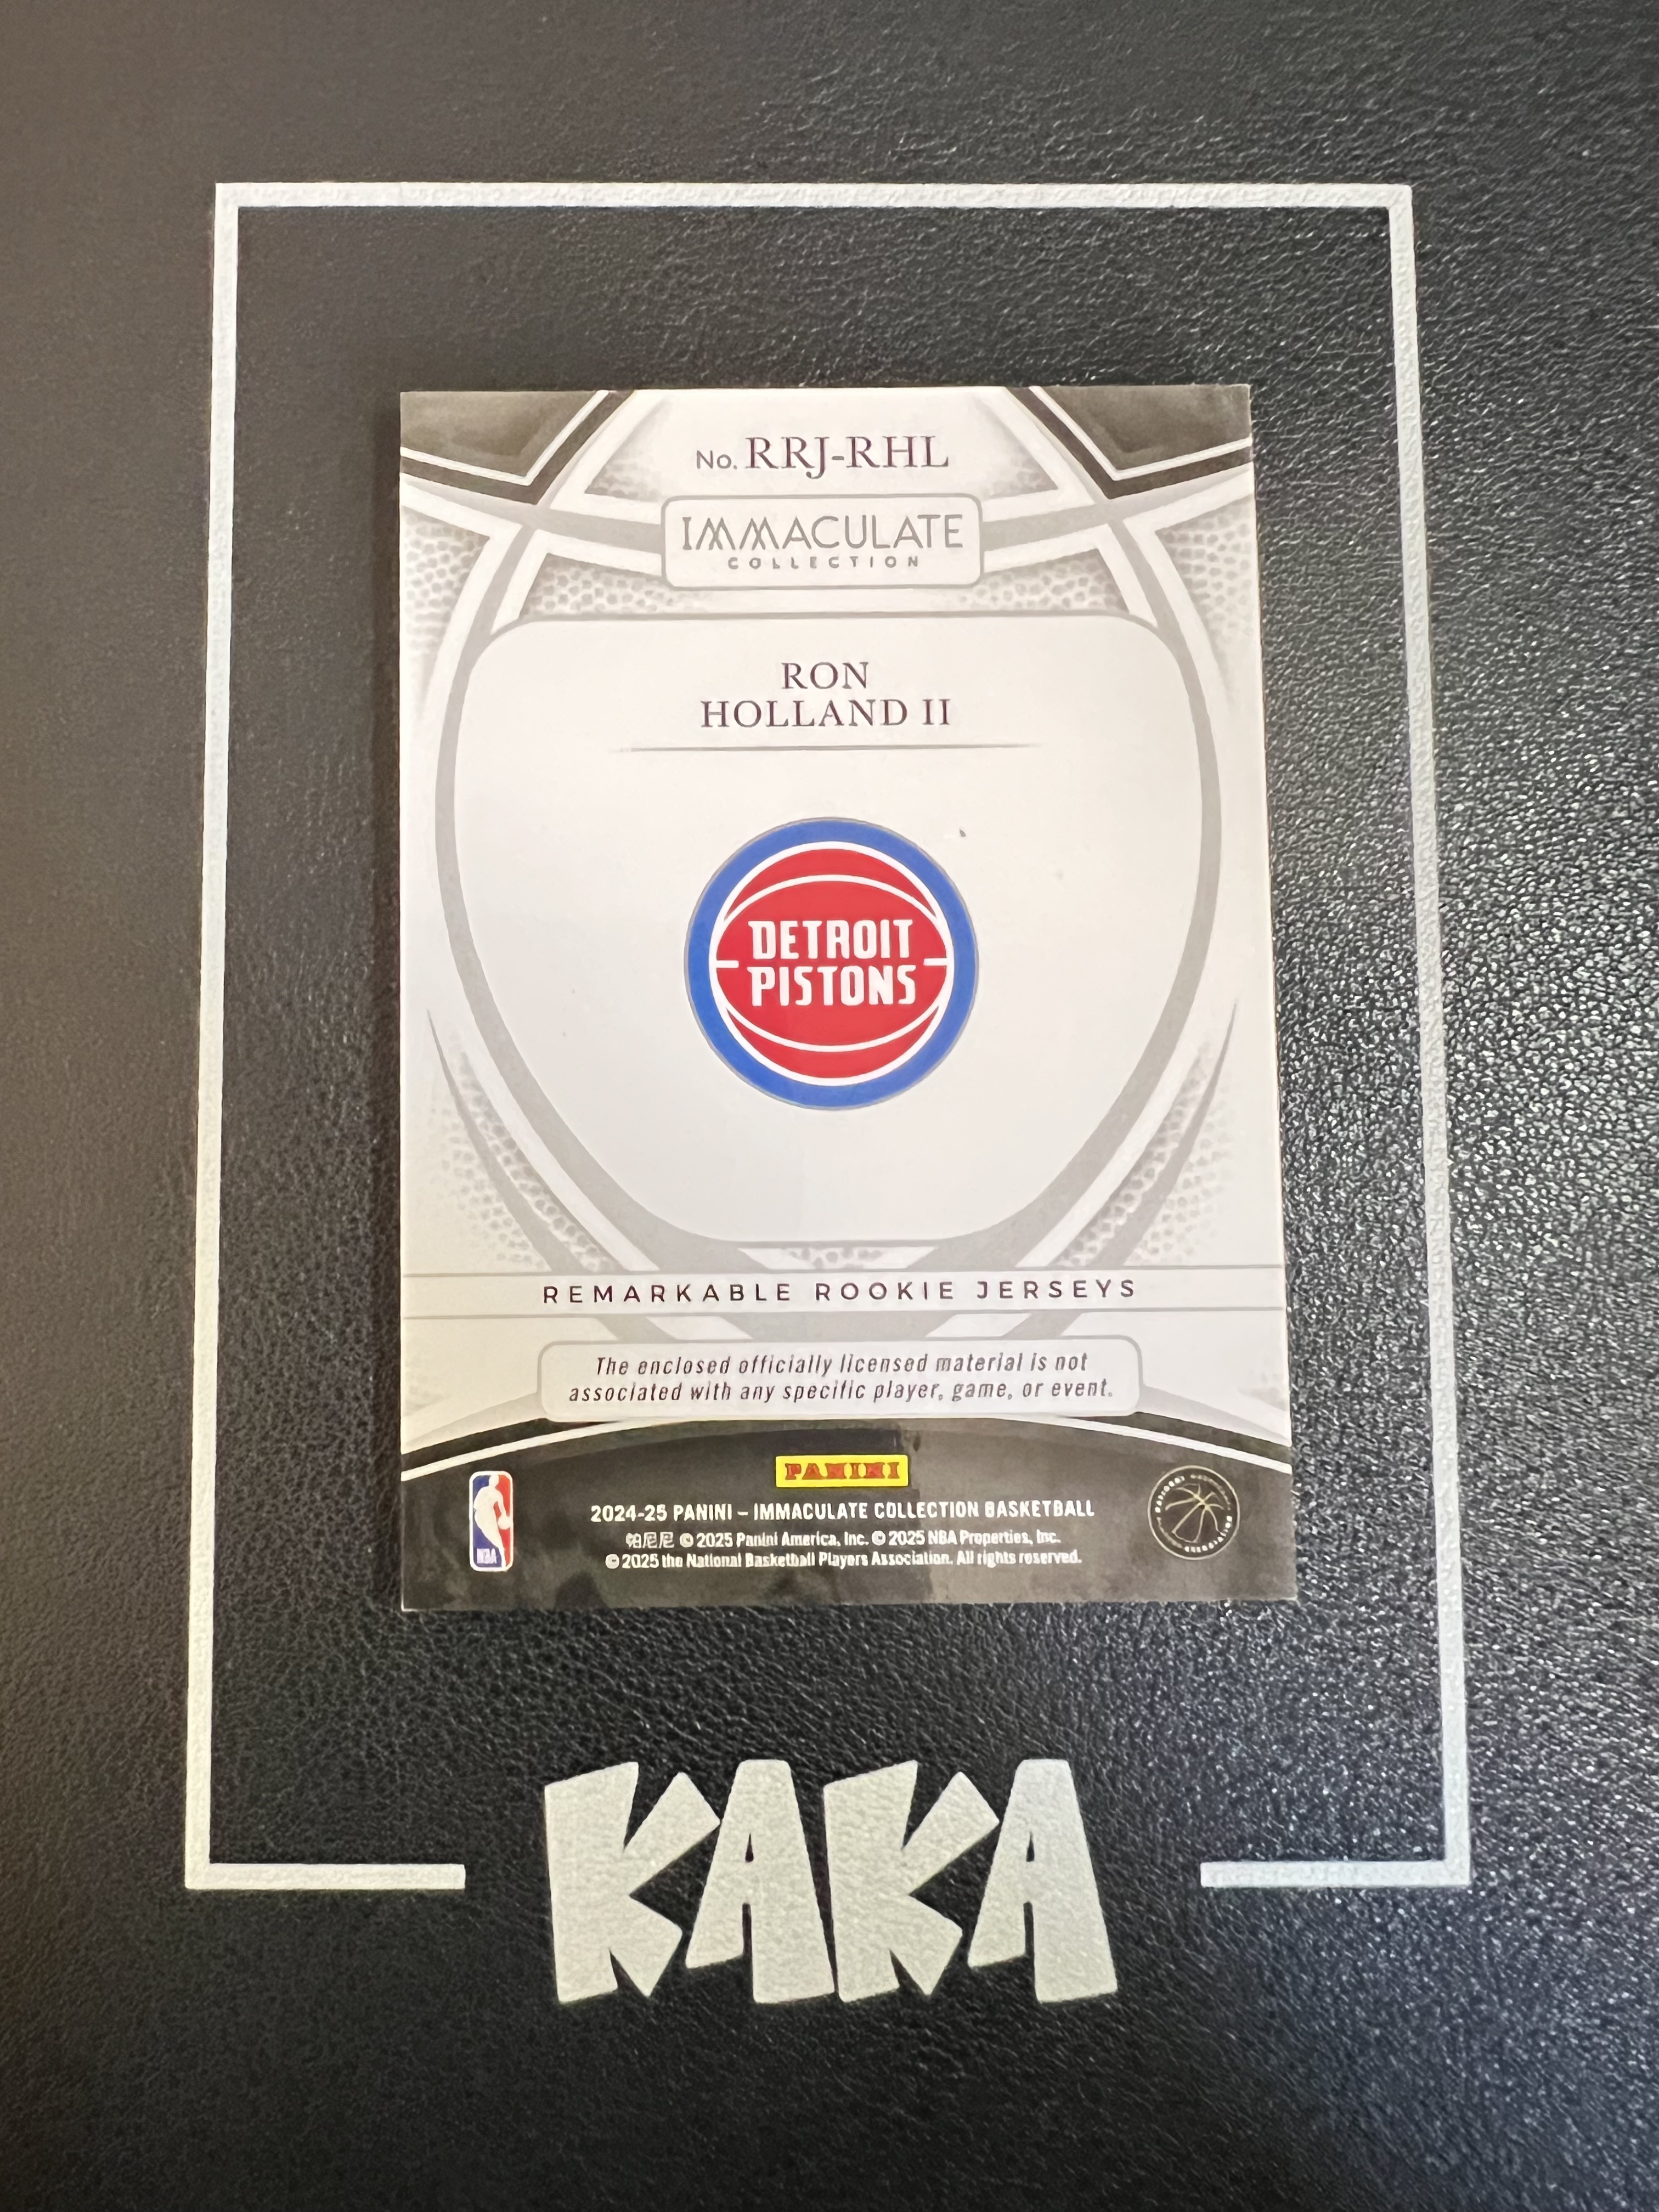 No. RRJ-RHL
IMMACULATE
COLLECTION
RON
HOLLAND II
DETROIT
PISTONS
REMARKABLE ROOKIE JERSEYS
The enclosed officially licensed material is not
associated with any specific player, game, or event.
PANINI
2024-25 PANINI – IMMACULATE COLLECTION BASKETBALL
帕尼尼 © 2025 Panini America, Inc. © 2025 NBA Properties, Inc.
© 2025 the National Basketball Players Association. All rights reserved.
NBA
KAKA